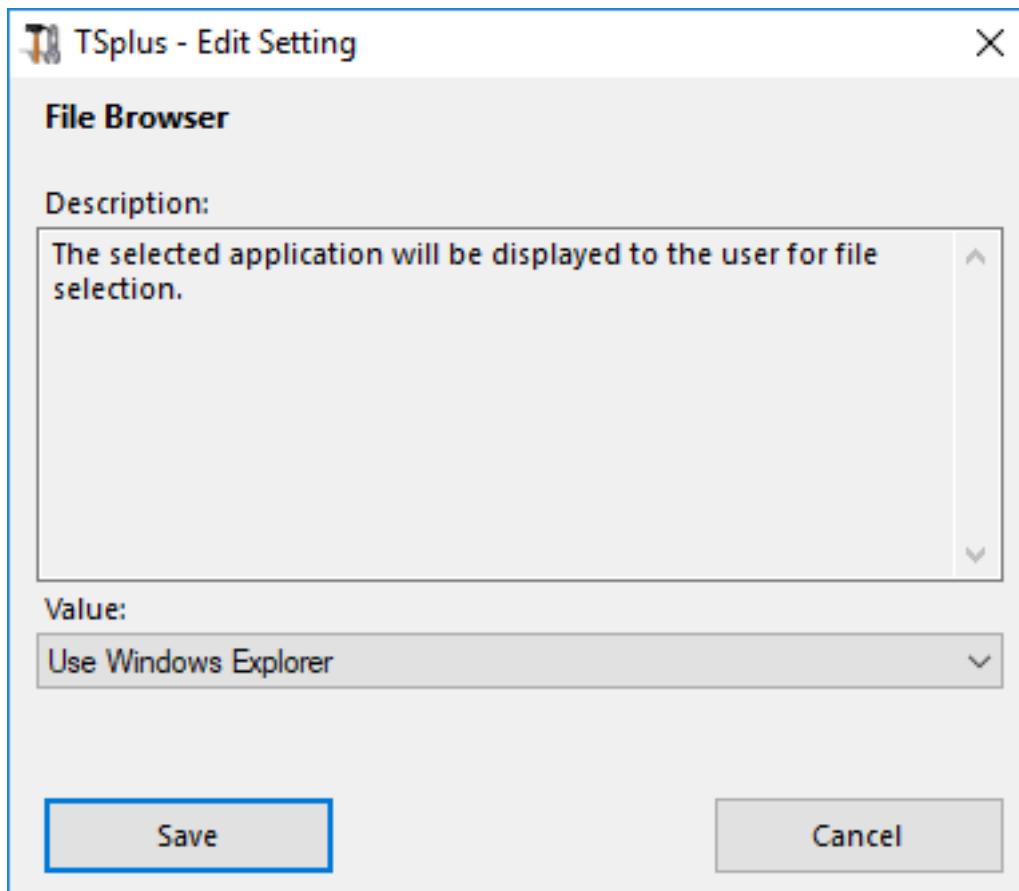 TSplus - Edit Setting
File Browser
Description:
The selected application will be displayed to the user for file
selection.
Value:
Use Windows Explorer
Save
Cancel